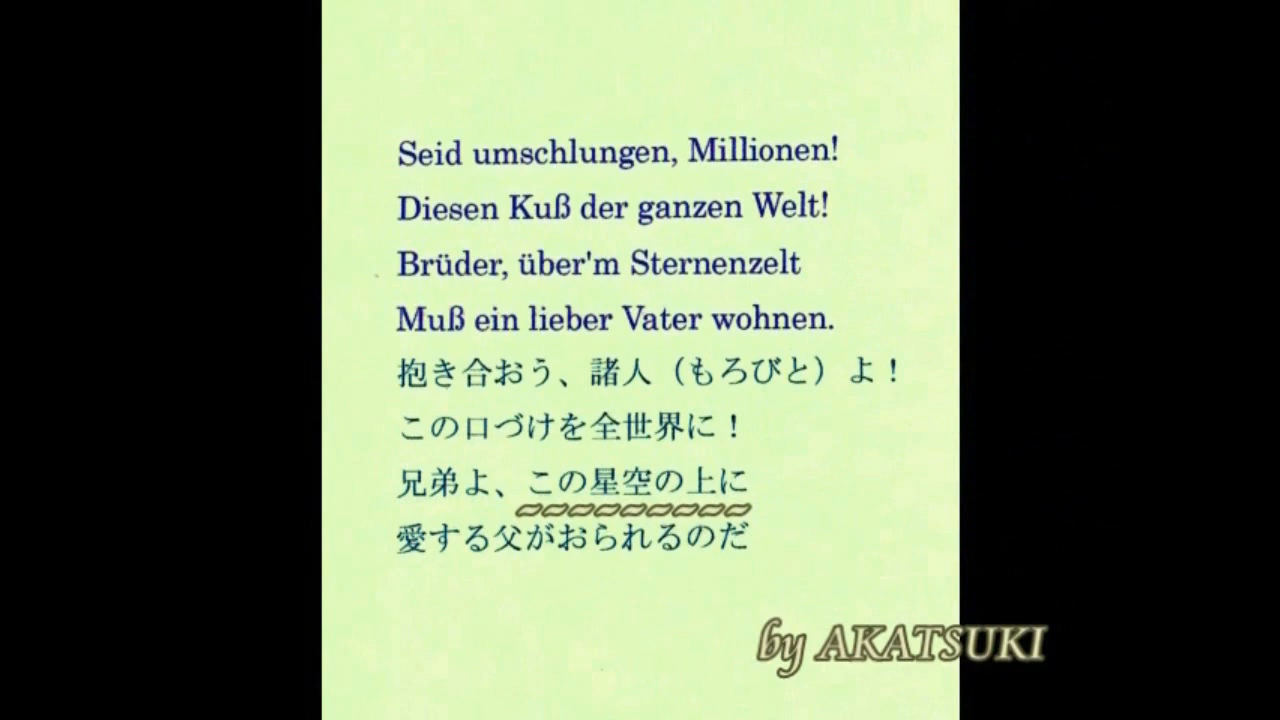 Seid umschlungen, Millionen!
Diesen Kuß der ganzen Welt!
Brüder, über'm Sternenzelt
Muß ein lieber Vater wohnen.
抱き合おう、諸人（もろびと）よ！
この口づけを全世界に！
兄弟よ、この星空の上に
愛する父がおられるのだ
by AKATSUKI